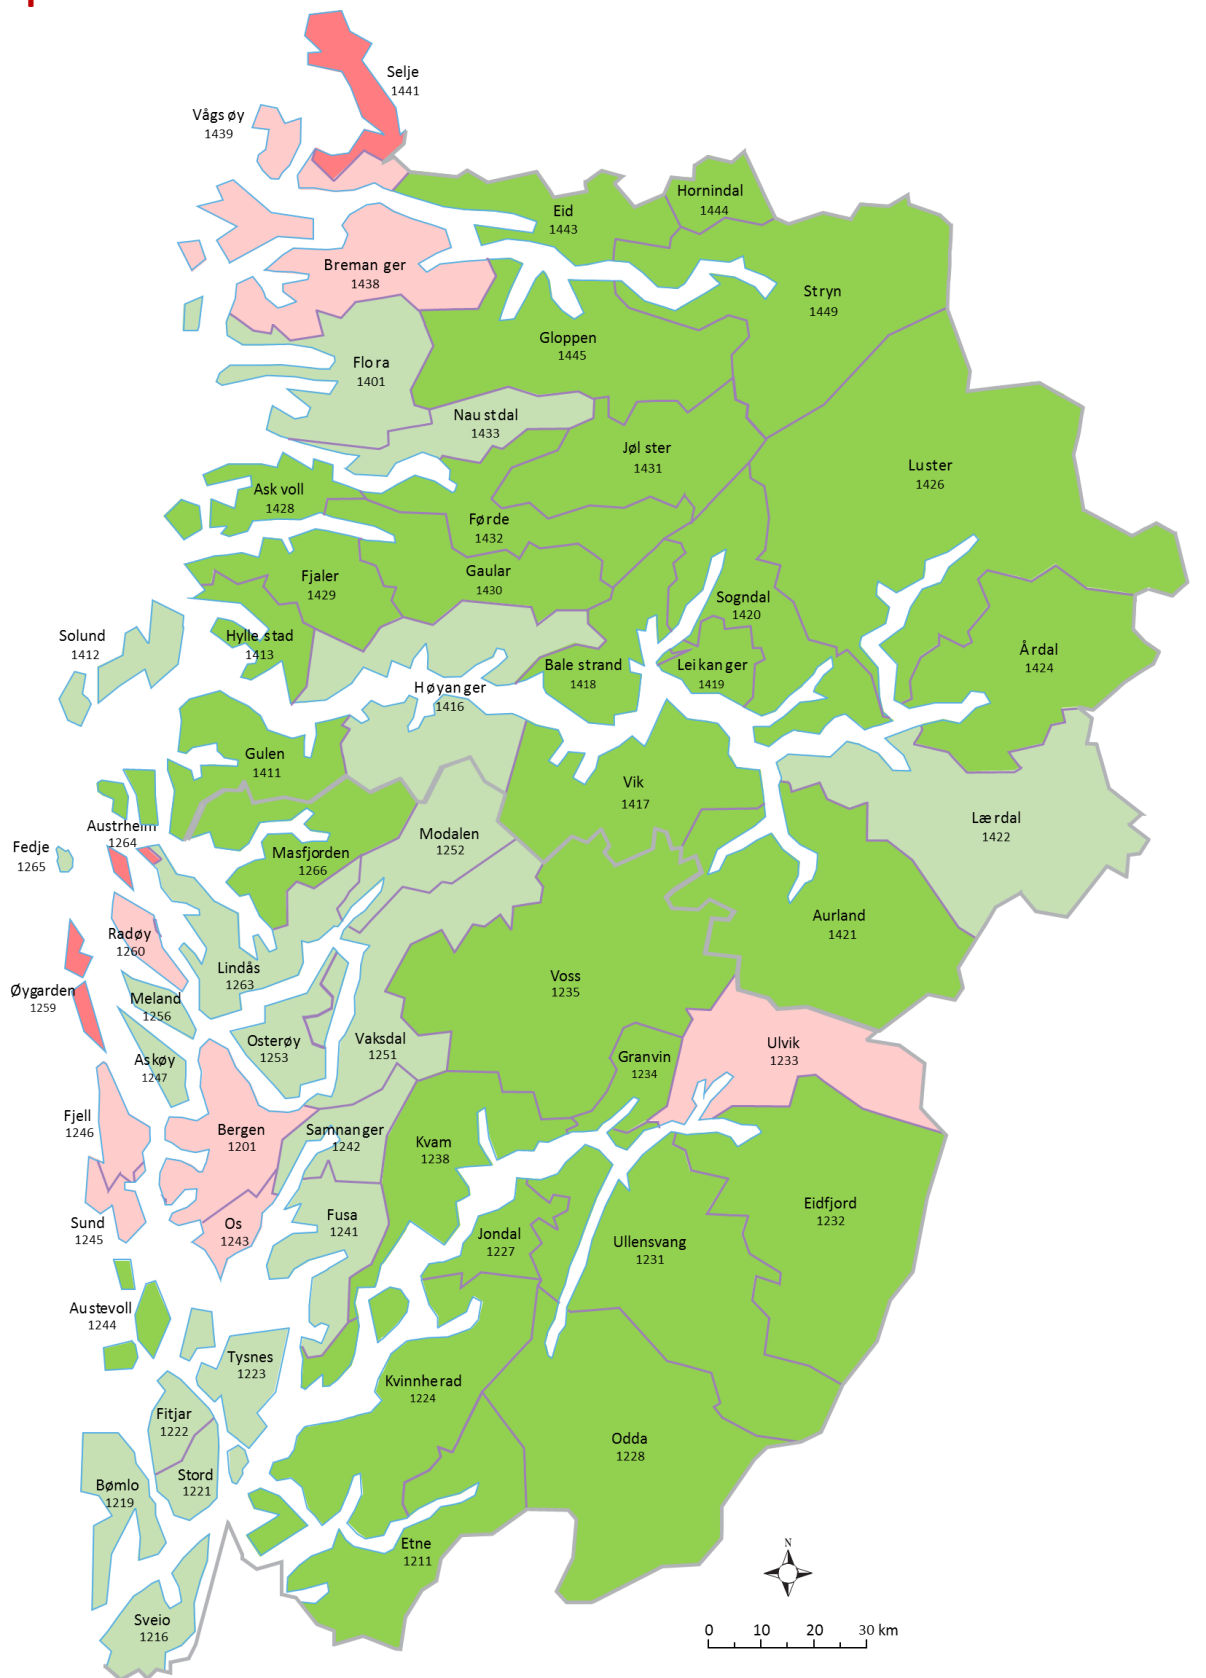 Selje
1441
Vågsøy
1439
Hornindal
1444
Eid
1443
Bremanger
1438
Stryn
1449
Gloppen
1445
Flora
1401
Naustdal
1433
Jølster
1431
Luster
1426
Askvoll
1428
Førde
1432
Gaular
1430
Fjaler
1429
Sogndal
1420
Solund
1412
Hyllestad
1413
Årdal
1424
Balestrand
1418
Leikanger
1419
Høyanger
1416
Gulen
1411
Vik
1417
Lærdal
1422
Austrheim
1264
Fedje
1265
Modalen
1252
Masfjorden
1266
Aurland
1421
Radøy
1260
Lindås
1263
Voss
1235
Øygarden
1259
Meland
1256
Osterøy
1253
Vaksdal
1251
Ulvik
1233
Granvin
1234
Askøy
1247
Fjell
1246
Bergen
1201
Samnanger
1242
Kvam
1238
Eidfjord
1232
Sund
1245
Os
1243
Fusa
1241
Jondal
1227
Ullensvang
1231
Austevoll
1244
Tysnes
1223
Kvinnherad
1224
Fitjar
1222
Odda
1228
Stord
1221
Bømlo
1219
Etne
1211
N
Sveio
1216
0 10 20 30 km